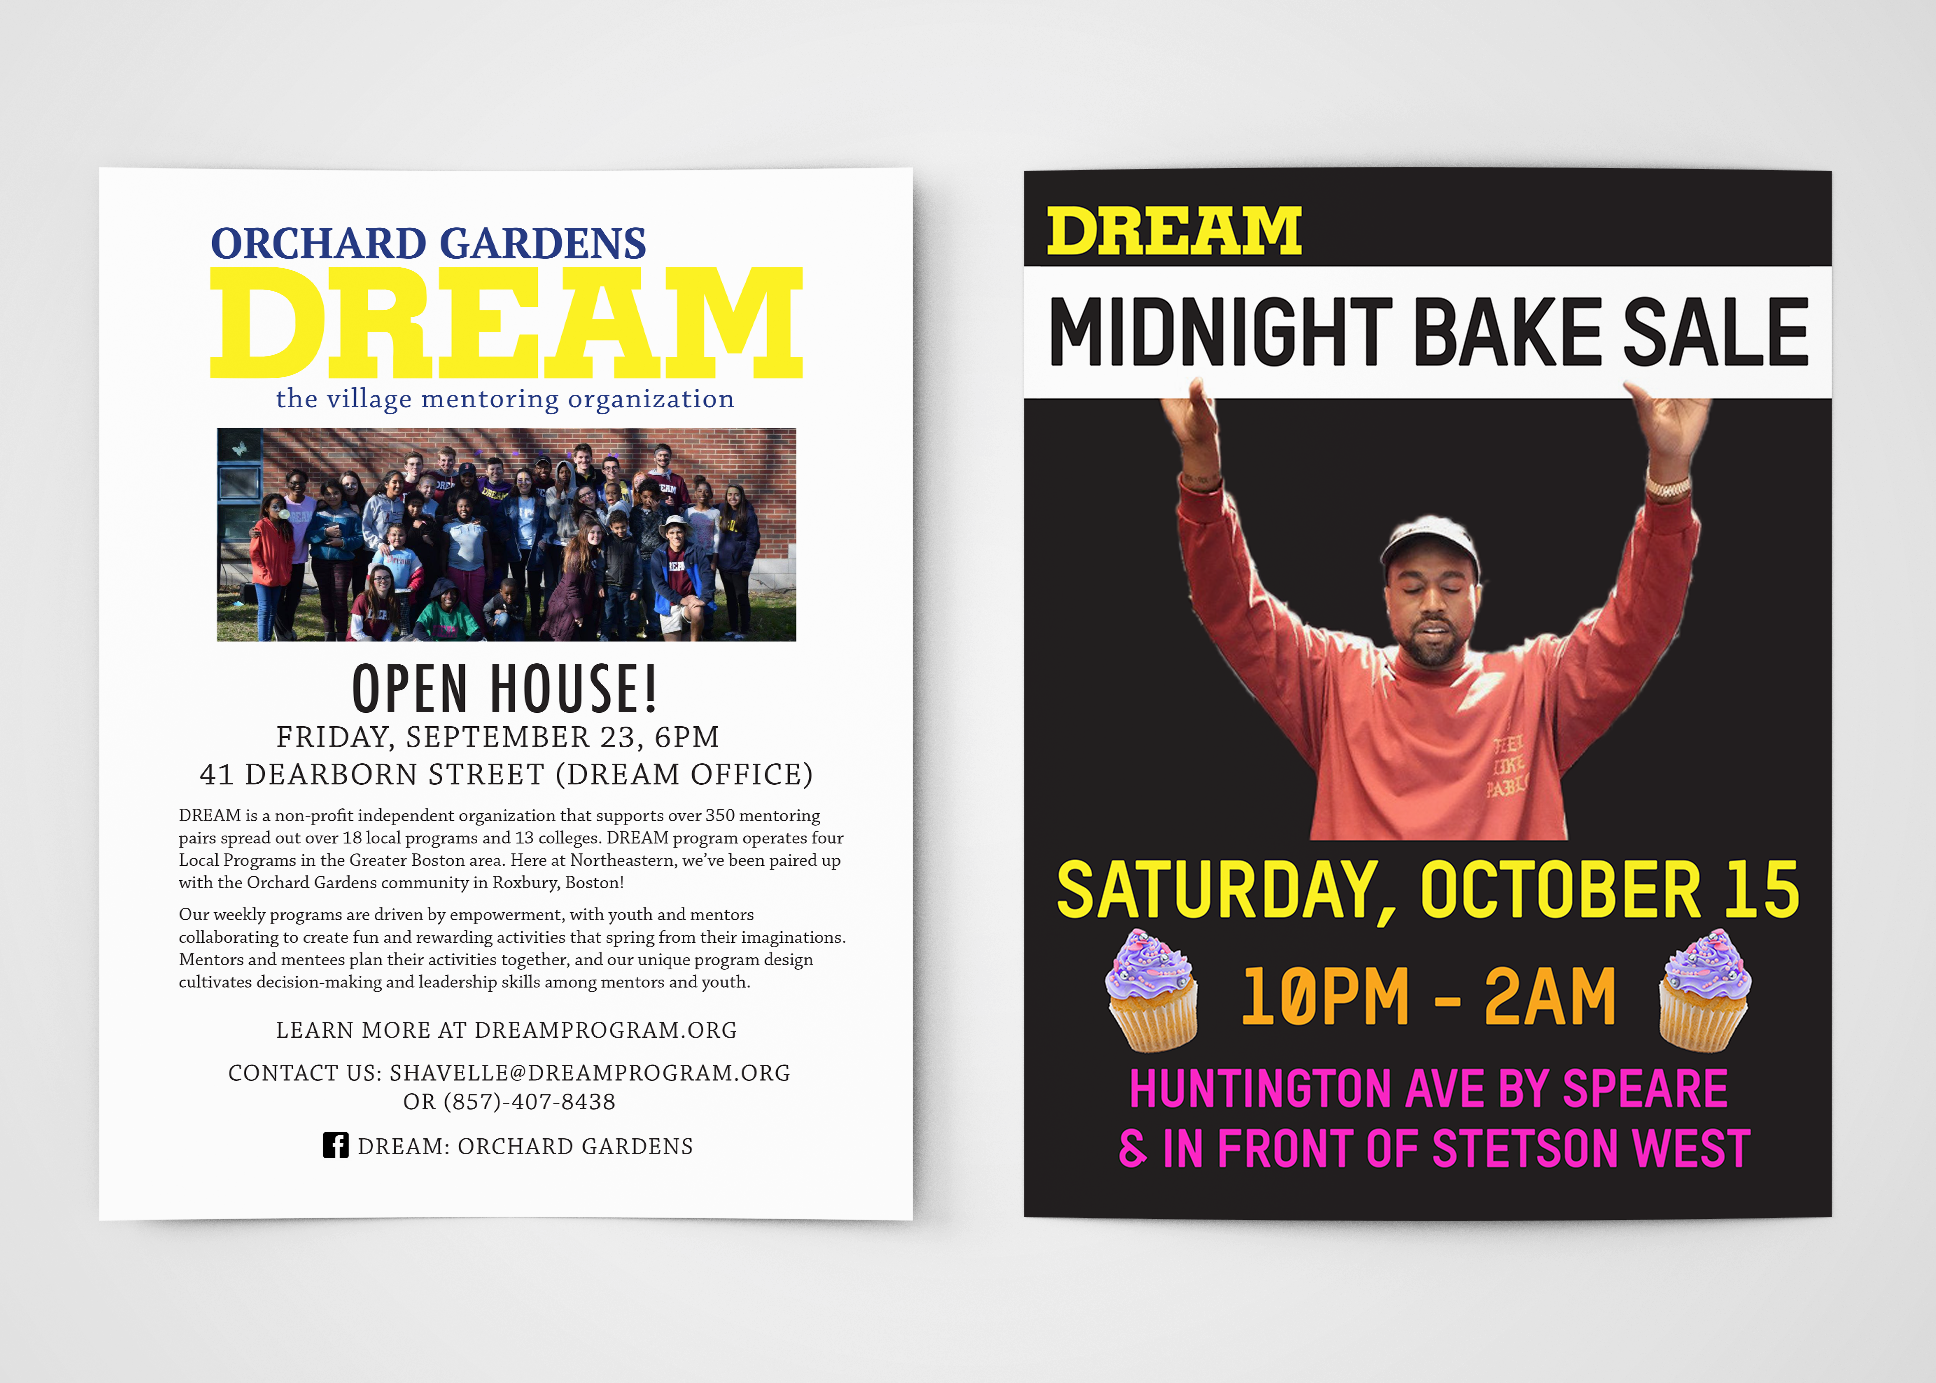 ORCHARD GARDENS
DREAM
the village mentoring organization
OPEN HOUSE!
FRIDAY, SEPTEMBER 23, 6PM
41 DEARBORN STREET (DREAM OFFICE)
DREAM is a non-profit independent organization that supports over 350 mentoring
pairs spread out over 18 local programs and 13 colleges. DREAM program operates four
Local Programs in the Greater Boston area. Here at Northeastern, we've been paired up
with the Orchard Gardens community in Roxbury, Boston!
Our weekly programs are driven by empowerment, with youth and mentors
collaborating to create fun and rewarding activities that spring from their imaginations.
Mentors and mentees plan their activities together, and our unique program design
cultivates decision-making and leadership skills among mentors and youth.
LEARN MORE AT DREAMPROGRAM.ORG
CONTACT US: SHAVELLE@DREAMPROGRAM.ORG
OR (857)-407-8438
f DREAM: ORCHARD GARDENS
DREAM
MIDNIGHT BAKE SALE
FEEL
LIKE
PABLO
SATURDAY, OCTOBER 15
10PM - 2AM
HUNTINGTON AVE BY SPEARE
& IN FRONT OF STETSON WEST